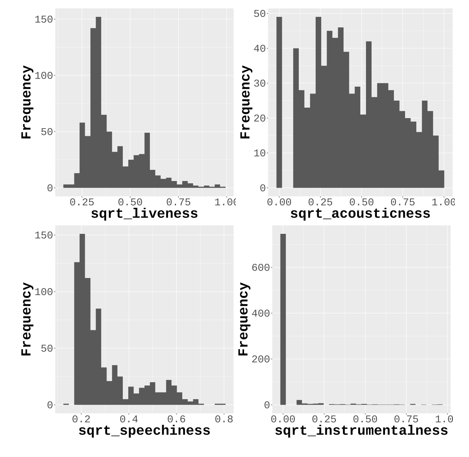 150
100
50
0
Frequency
0.25 0.50 0.75 1.00
sqrt_liveness
50
40
30
20
10
0
Frequency
0.00 0.25 0.50 0.75 1.00
sqrt_acousticness
150
100
50
0
Frequency
0.2 0.4 0.6 0.8
sqrt_speechiness
600
400
200
0
Frequency
0.00 0.25 0.50 0.75 1.0
sqrt_instrumentalness